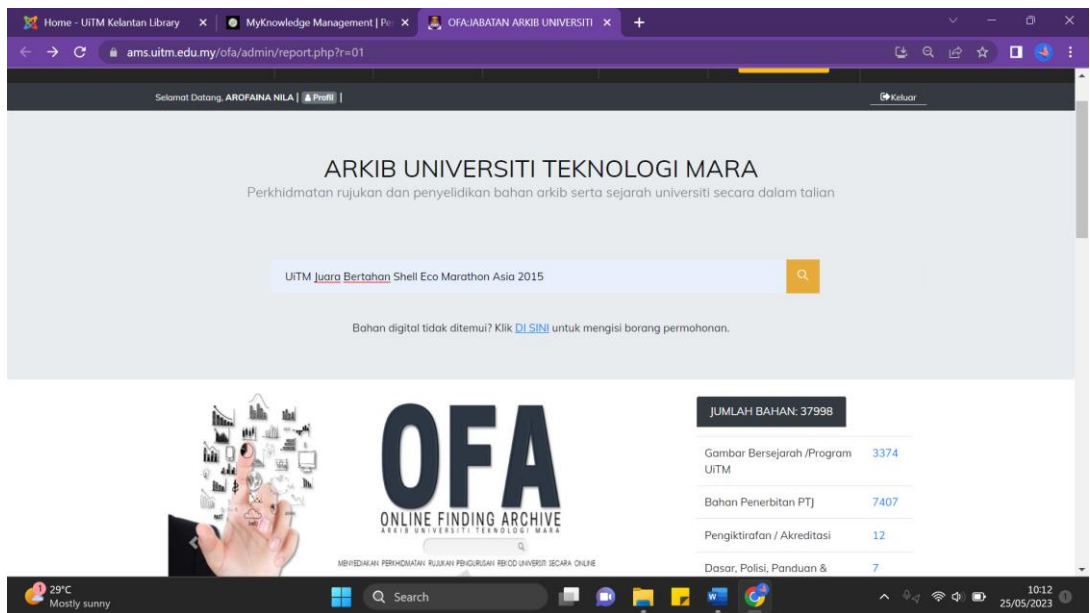 Home - UiTM Kelantan Library
MyKnowledge Management | Pe
OFA:JABATAN ARKIB UNIVERSITI
ams.uitm.edu.my/ofa/admin/report.php?r=01
Selamat Datang, AROFAINA NILA | Profil |
Keluar
ARKIB UNIVERSITI TEKNOLOGI MARA
Perkhidmatan rujukan dan penyelidikan bahan arkib serta sejarah universiti secara dalam talian
UiTM Juara Bertahan Shell Eco Marathon Asia 2015
Bahan digital tidak ditemui? Klik DI SINI untuk mengisi borang permohonan.
OFA
ONLINE FINDING ARCHIVE
ARKIB UNIVERSITI TEKNOLOGI MARA
MENYEDIAKAN PERKHIDMATAN RUJUKAN PENGURUSAN REKOD UNIVERSITI SECARA ONLINE
JUMLAH BAHAN: 37998
Gambar Bersejarah /Program UiTM 3374
Bahan Penerbitan PTJ 7407
Pengiktirafan / Akreditasi 12
Dasar, Polisi, Panduan & 7
1
29°C
Mostly sunny
Search
10:12
25/05/2023